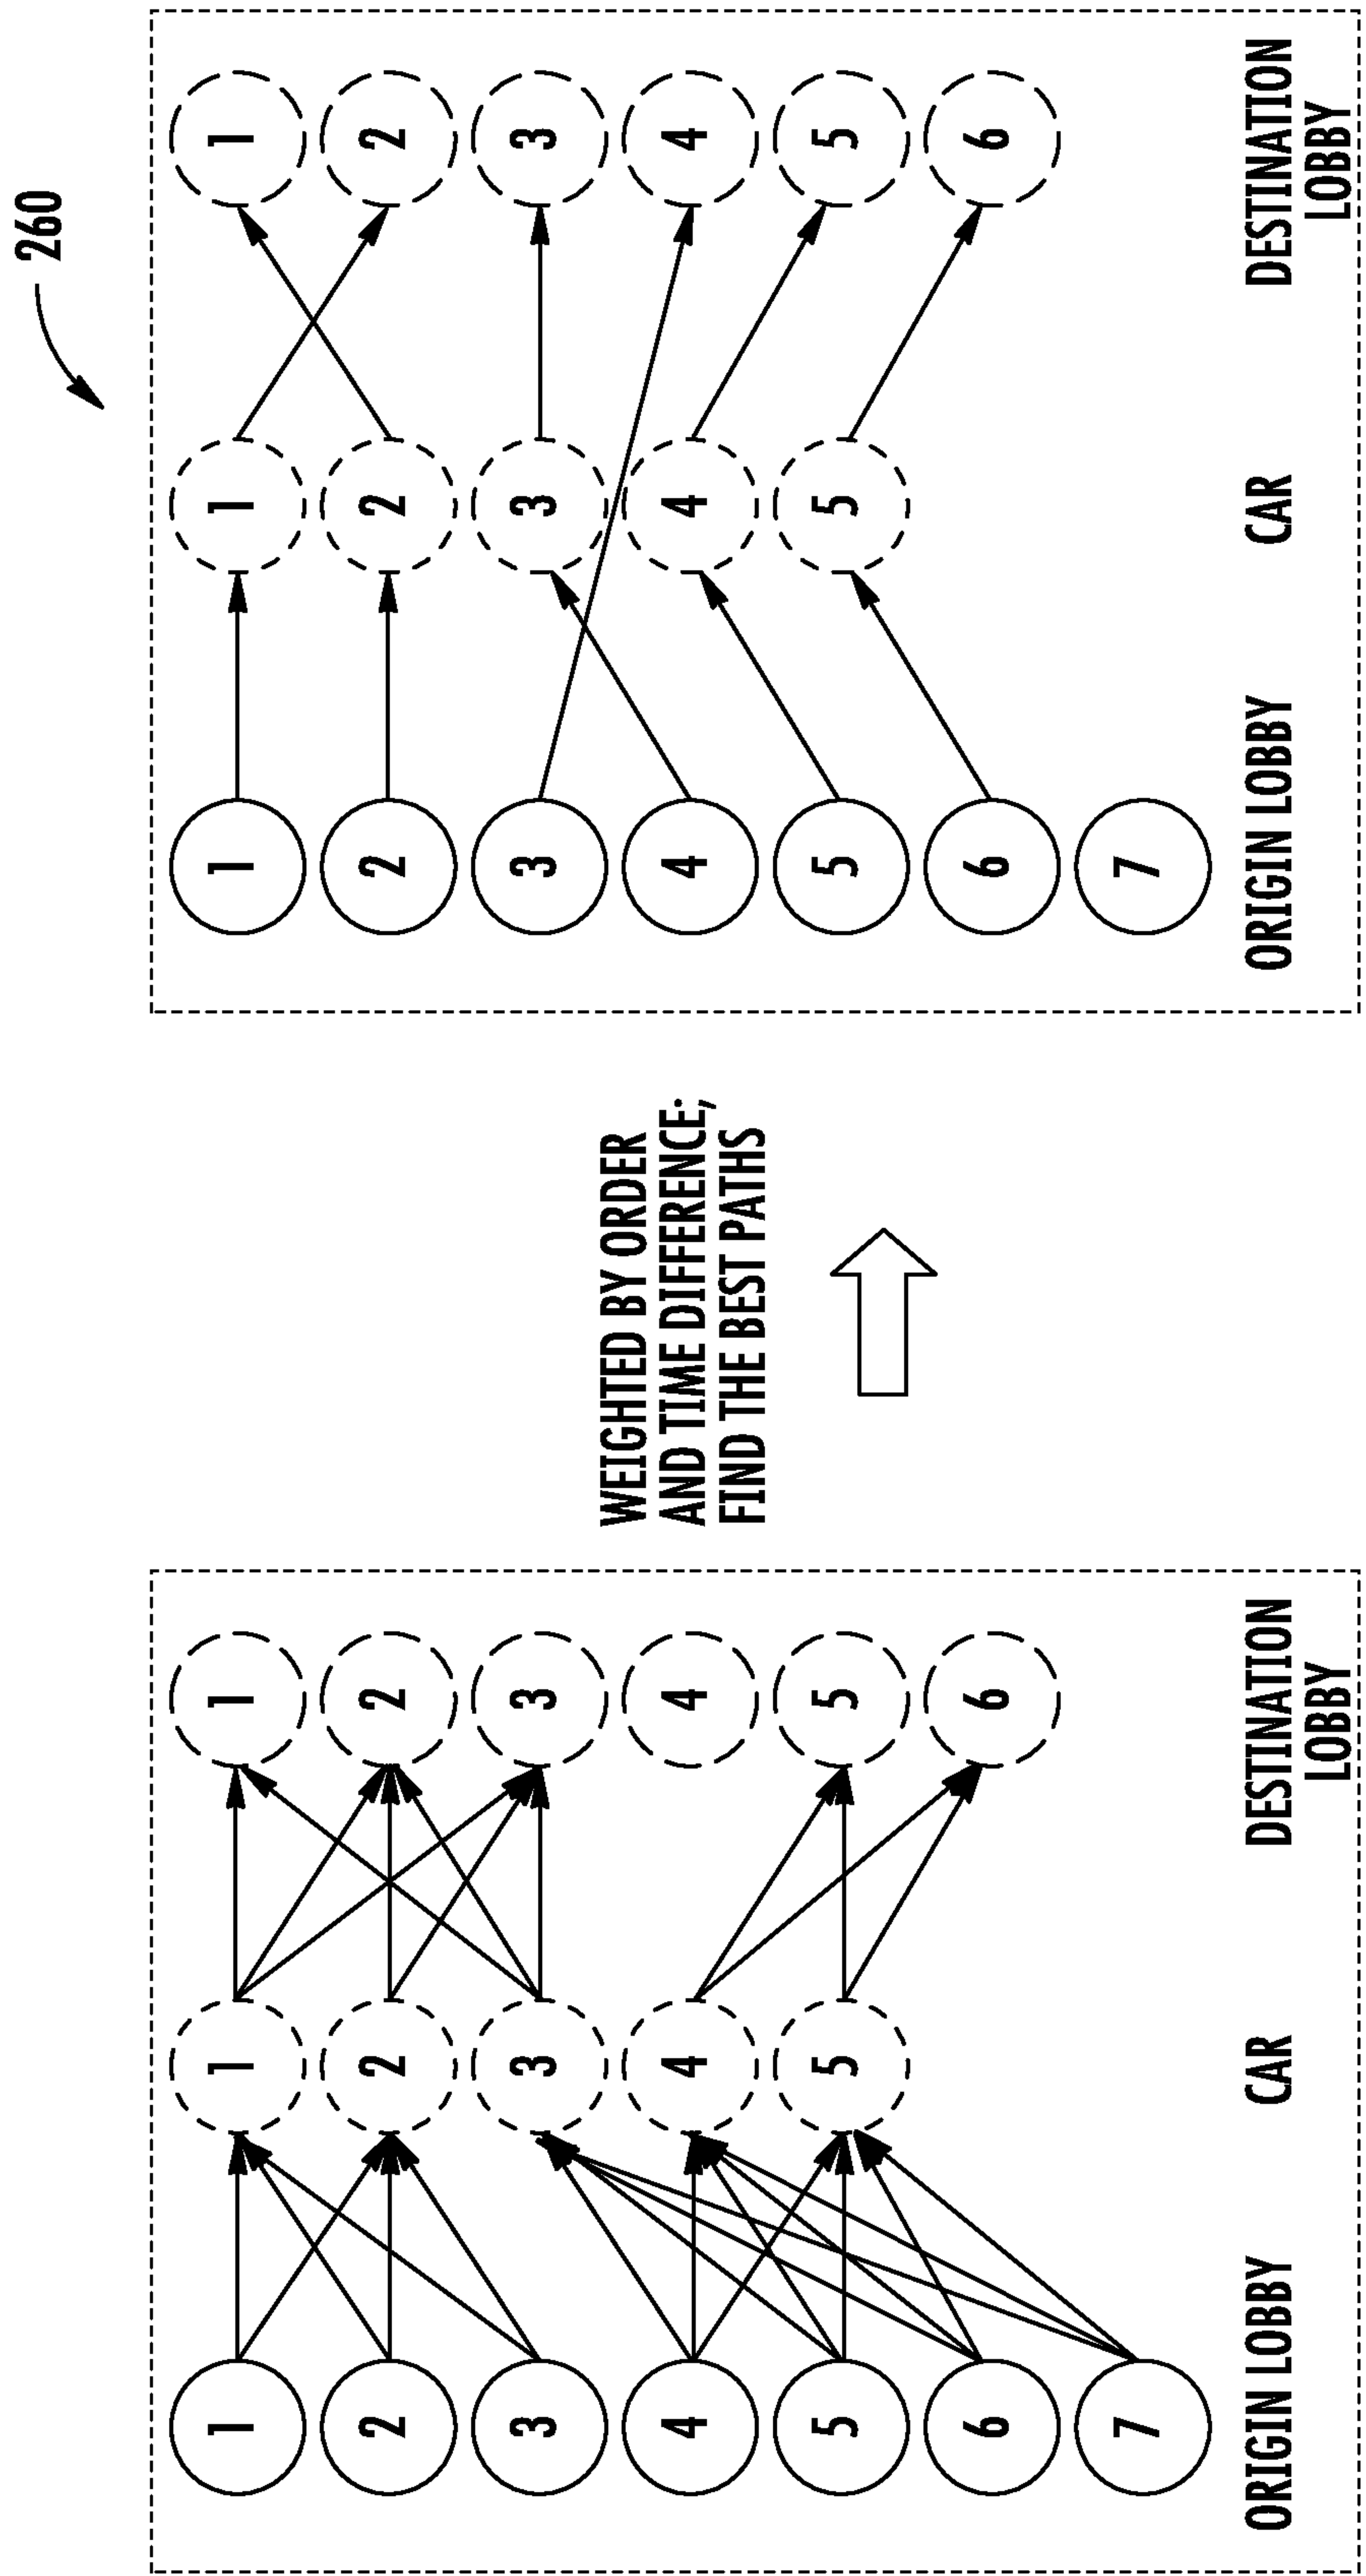 260
1 1 1
2 2 2
3 3 3
4 4 4
5 5 5
6 6
7
ORIGIN LOBBY CAR DESTINATION
LOBBY
WEIGHTED BY ORDER
AND TIME DIFFERENCE;
FIND THE BEST PATHS
1 1 1
2 2 2
3 3 3
4 4 4
5 5 5
6 6
7
ORIGIN LOBBY CAR DESTINATION
LOBBY